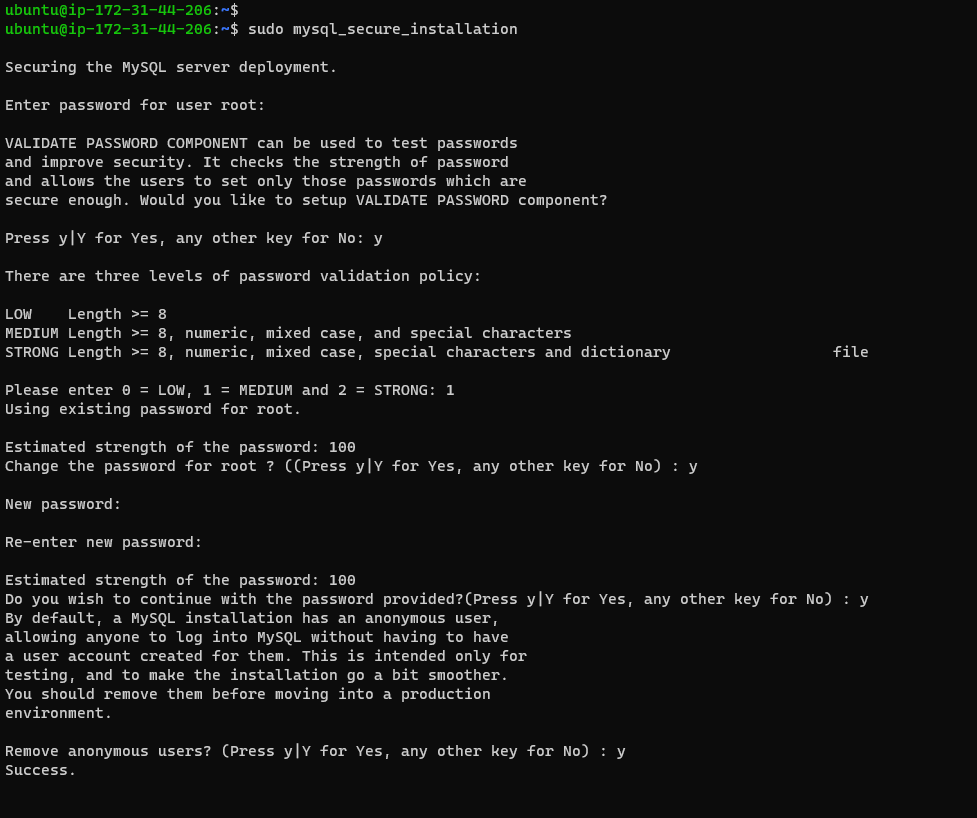 ubuntu@ip-172-31-44-206:~$
ubuntu@ip-172-31-44-206:~$ sudo mysql_secure_installation
Securing the MySQL server deployment.
Enter password for user root:
VALIDATE PASSWORD COMPONENT can be used to test passwords
and improve security. It checks the strength of password
and allows the users to set only those passwords which are
secure enough. Would you like to setup VALIDATE PASSWORD component?
Press y|Y for Yes, any other key for No: y
There are three levels of password validation policy:
LOW    Length >= 8
MEDIUM Length >= 8, numeric, mixed case, and special characters
STRONG Length >= 8, numeric, mixed case, special characters and dictionary                  file
Please enter 0 = LOW, 1 = MEDIUM and 2 = STRONG: 1
Using existing password for root.
Estimated strength of the password: 100
Change the password for root ? ((Press y|Y for Yes, any other key for No) : y
New password:
Re-enter new password:
Estimated strength of the password: 100
Do you wish to continue with the password provided?(Press y|Y for Yes, any other key for No) : y
By default, a MySQL installation has an anonymous user,
allowing anyone to log into MySQL without having to have
a user account created for them. This is intended only for
testing, and to make the installation go a bit smoother.
You should remove them before moving into a production
environment.
Remove anonymous users? (Press y|Y for Yes, any other key for No) : y
Success.